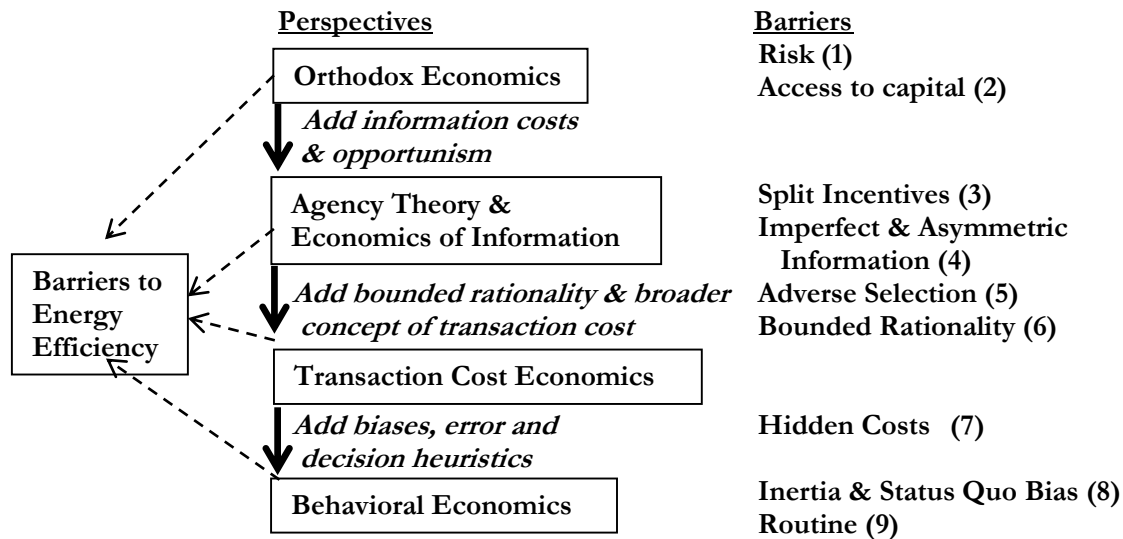 Perspectives
Barriers
Risk (1)
Orthodox Economics
Access to capital (2)
Add information costs
& opportunism
Agency Theory &
Economics of Information
Split Incentives (3)
Imperfect & Asymmetric
Information (4)
Barriers to
Energy
Efficiency
Add bounded rationality & broader
concept of transaction cost
Adverse Selection (5)
Bounded Rationality (6)
Transaction Cost Economics
Add biases, error and
decision heuristics
Hidden Costs (7)
Behavioral Economics
Inertia & Status Quo Bias (8)
Routine (9)